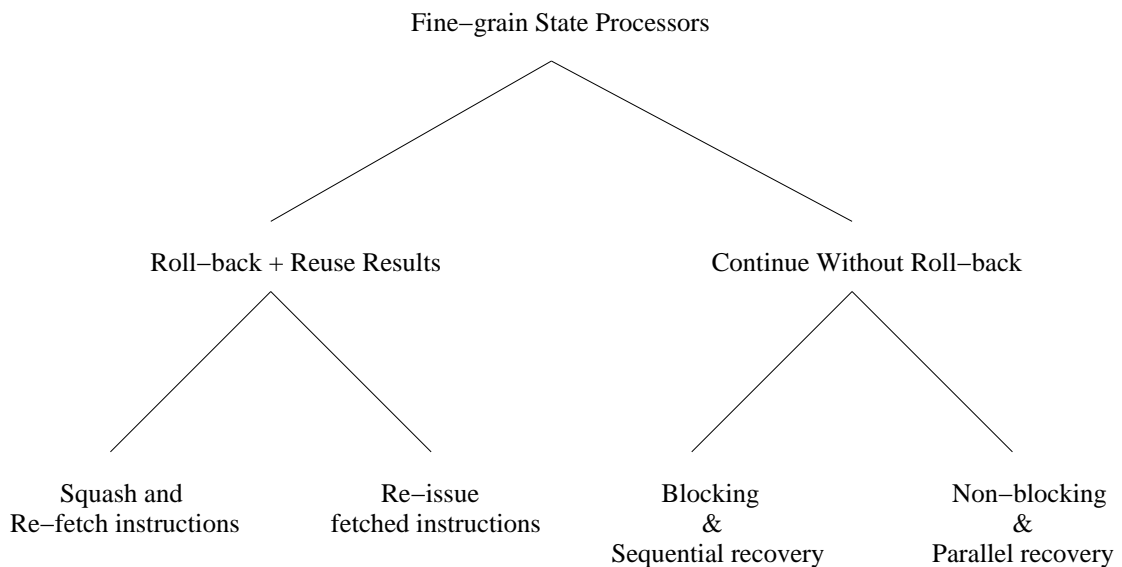 Fine−grain State Processors
Roll−back + Reuse Results
Continue Without Roll−back
Squash and
Re−fetch instructions
Re−issue
fetched instructions
Blocking
&
Sequential recovery
Non−blocking
&
Parallel recovery